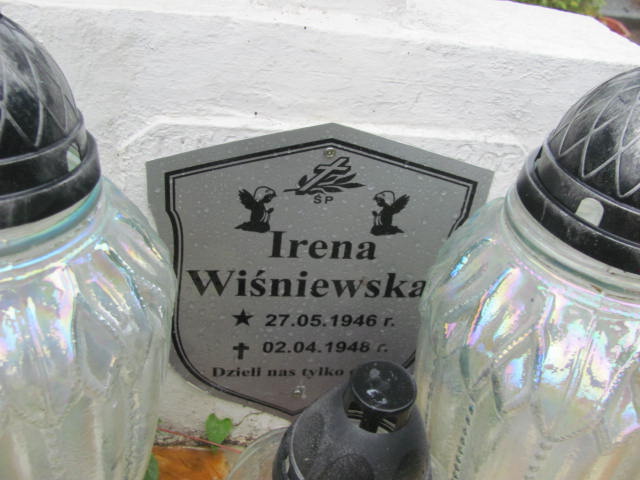 ŚP
Irena
Wiśniewska
27.05.1946 r.
02.04.1948 r.
Dzieli nas tylko